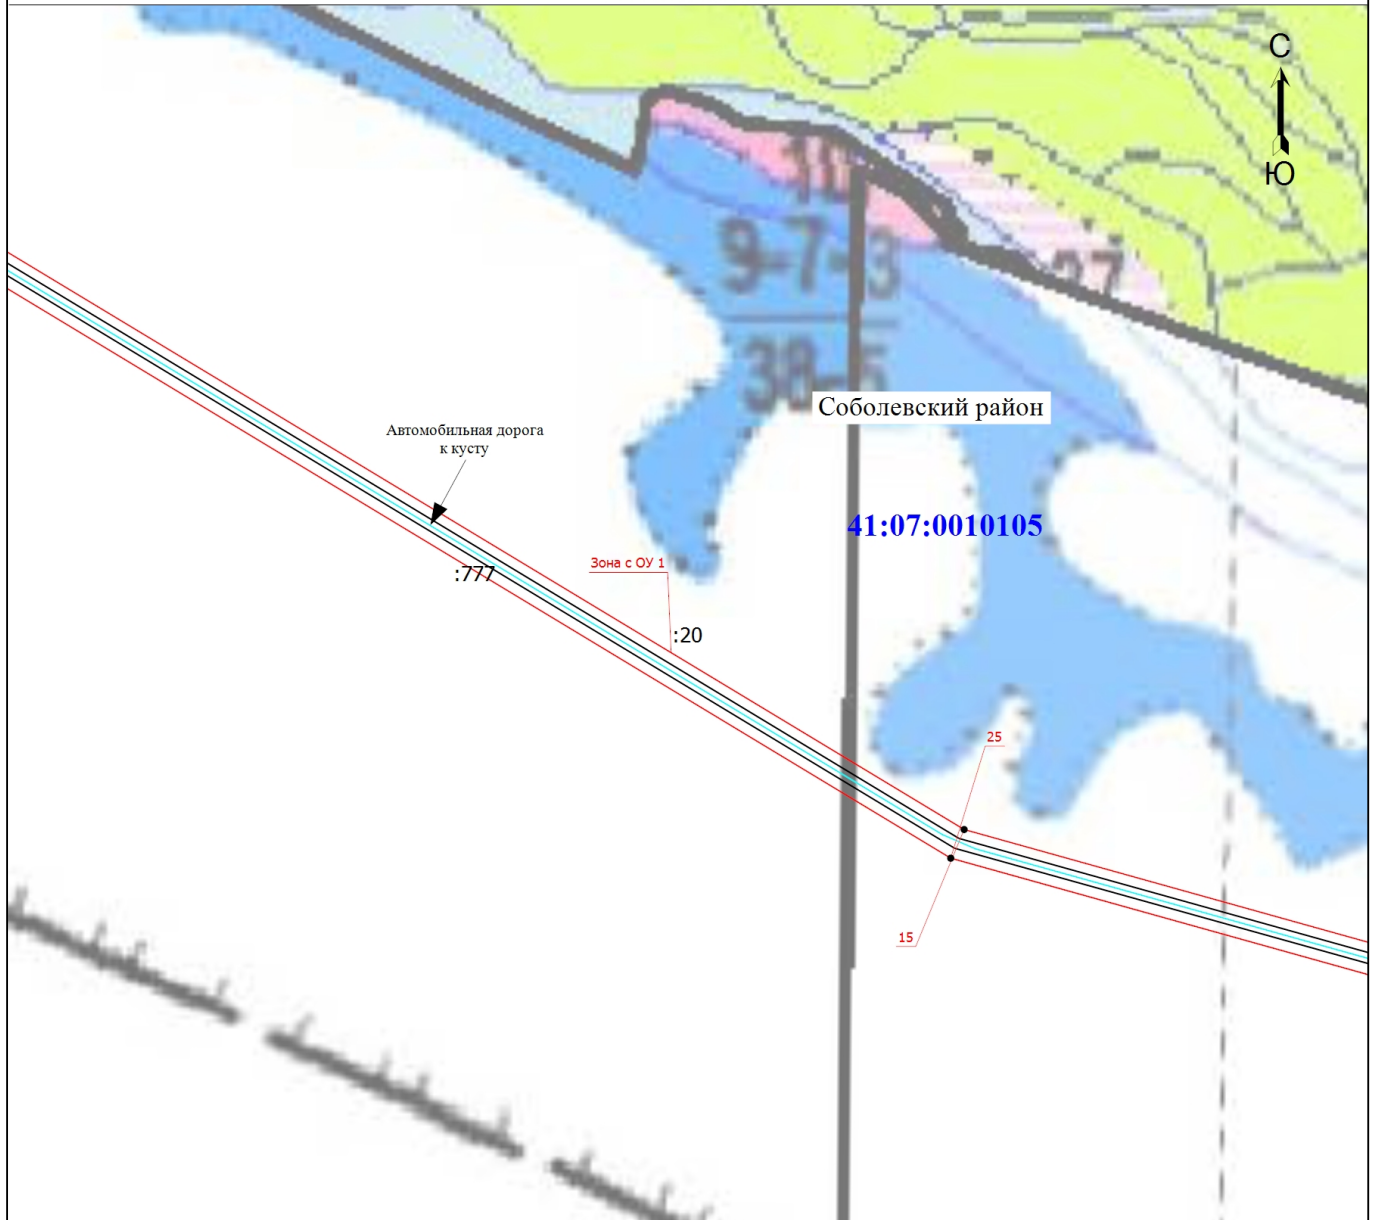 С
Ю
9-7-3
38-5
Соболевский район
Автомобильная дорога
к кусту
41:07:0010105
Зона с ОУ 1
:777
:20
25
15